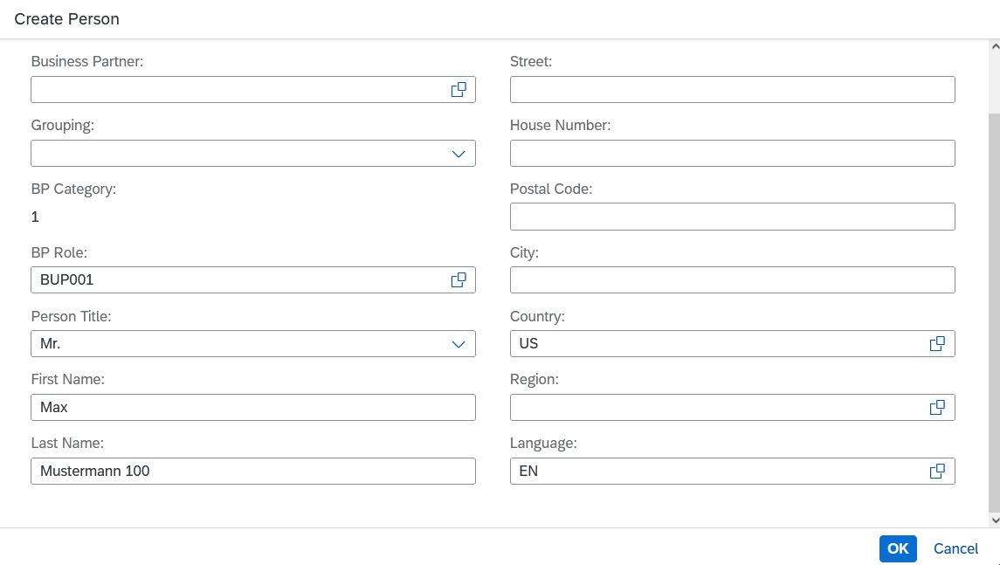 Create Person
Business Partner:
Grouping:
BP Category:
1
BP Role:
BUP001
Person Title:
Mr.
First Name:
Max
Last Name:
Mustermann 100
Street:
House Number:
Postal Code:
City:
Country:
US
Region:
Language:
EN
OK Cancel